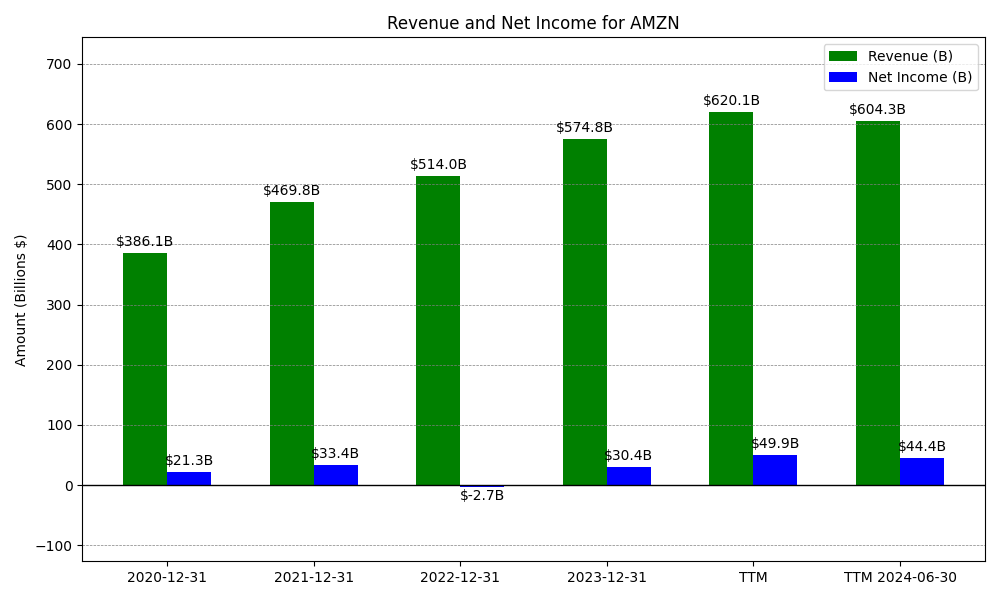 Revenue and Net Income for AMZN
Revenue (B)
Net Income (B)
Amount (Billions $)
700
600
500
400
300
200
100
0
−100
$386.1B
$469.8B
$514.0B
$574.8B
$620.1B
$604.3B
$21.3B
$33.4B
$-2.7B
$30.4B
$49.9B
$44.4B
2020-12-31
2021-12-31
2022-12-31
2023-12-31
TTM
TTM 2024-06-30